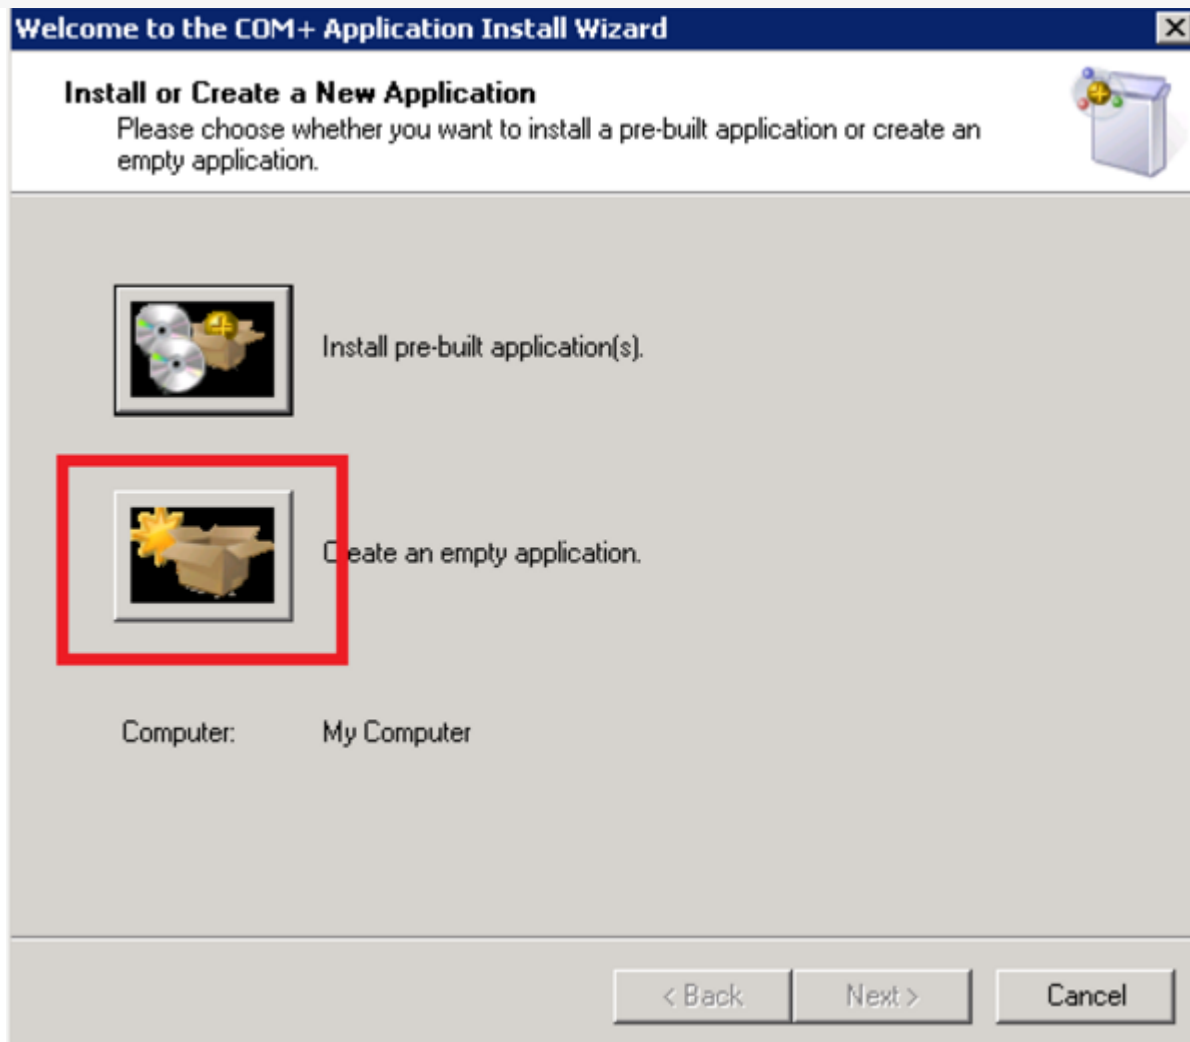 Welcome to the COM+ Application Install Wizard
Install or Create a New Application
Please choose whether you want to install a pre-built application or create an
empty application.
Install pre-built application(s).
Create an empty application.
Computer: My Computer
< Back Next > Cancel